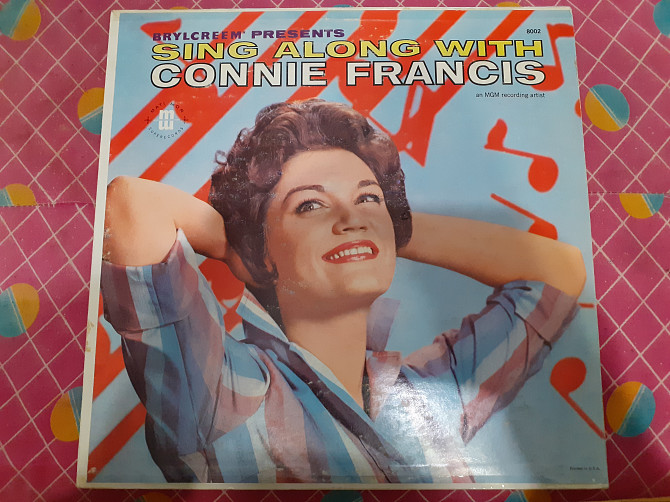 BRYLCREEM PRESENTS
8002
SING ALONG WITH
CONNIE FRANCIS
an MGM recording artist